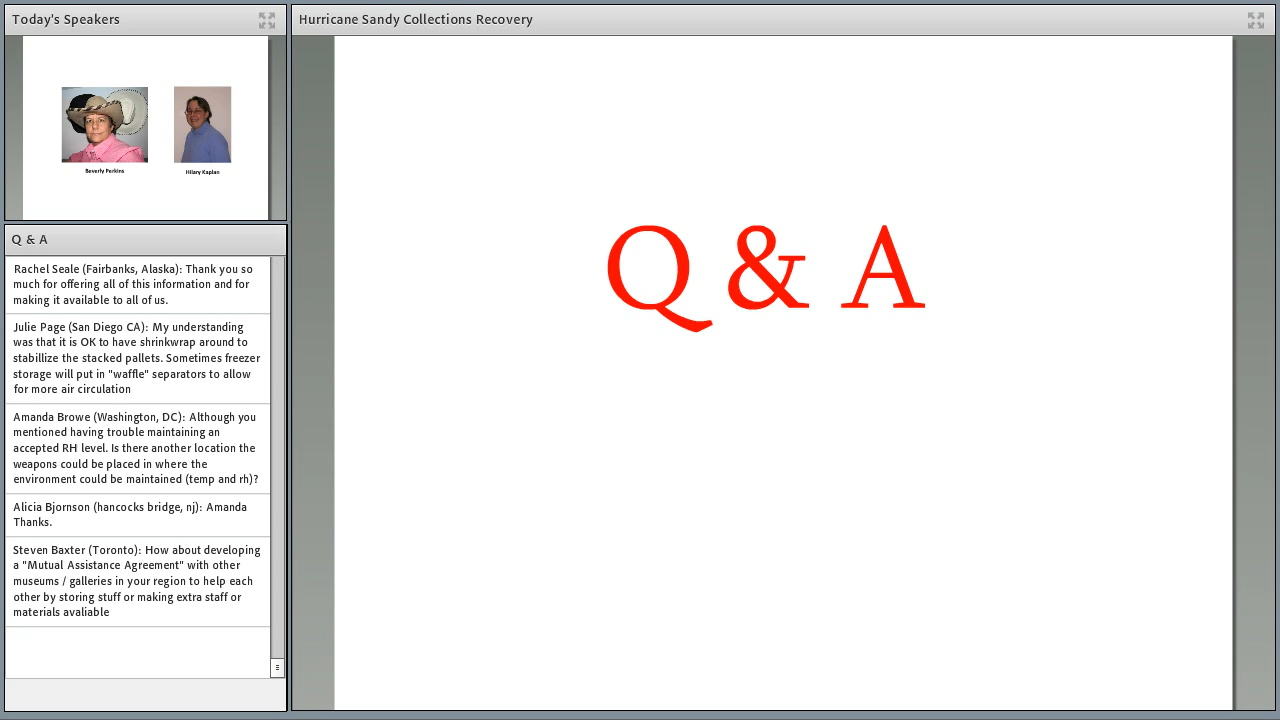 Today's Speakers
Beverly Perkins
Hilary Kaplan
Q & A
Rachel Seale (Fairbanks, Alaska): Thank you so
much for offering all of this information and for
making it available to all of us.
Julie Page (San Diego CA): My understanding
was that it is OK to have shrinkwrap around to
stabillize the stacked pallets. Sometimes freezer
storage will put in "waffle" separators to allow
for more air circulation
Amanda Browe (Washington, DC): Although you
mentioned having trouble maintaining an
accepted RH level. Is there another location the
weapons could be placed in where the
environment could be maintained (temp and rh)?
Alicia Bjornson (hancocks bridge, nj): Amanda
Thanks.
Steven Baxter (Toronto): How about developing
a "Mutual Assistance Agreement" with other
museums / galleries in your region to help each
other by storing stuff or making extra staff or
materials avaliable
Hurricane Sandy Collections Recovery
Q & A